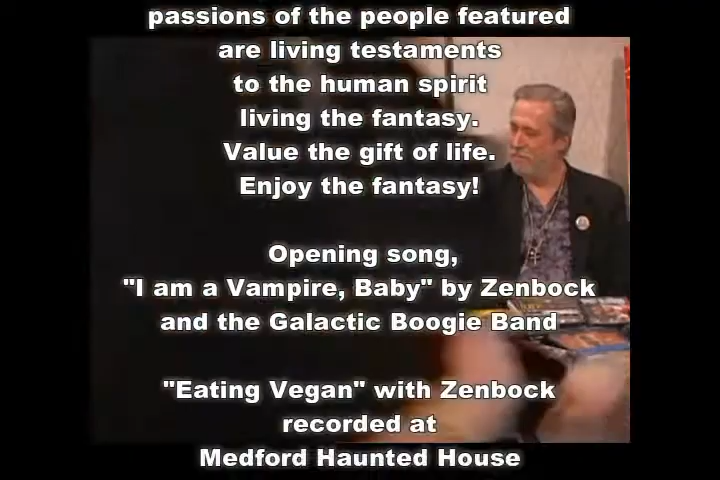 passions of the people featured
are living testaments
to the human spirit
living the fantasy.
Value the gift of life.
Enjoy the fantasy!
Opening song,
"I am a Vampire, Baby" by Zenbock
and the Galactic Boogie Band
"Eating Vegan" with Zenbock
recorded at
Medford Haunted House